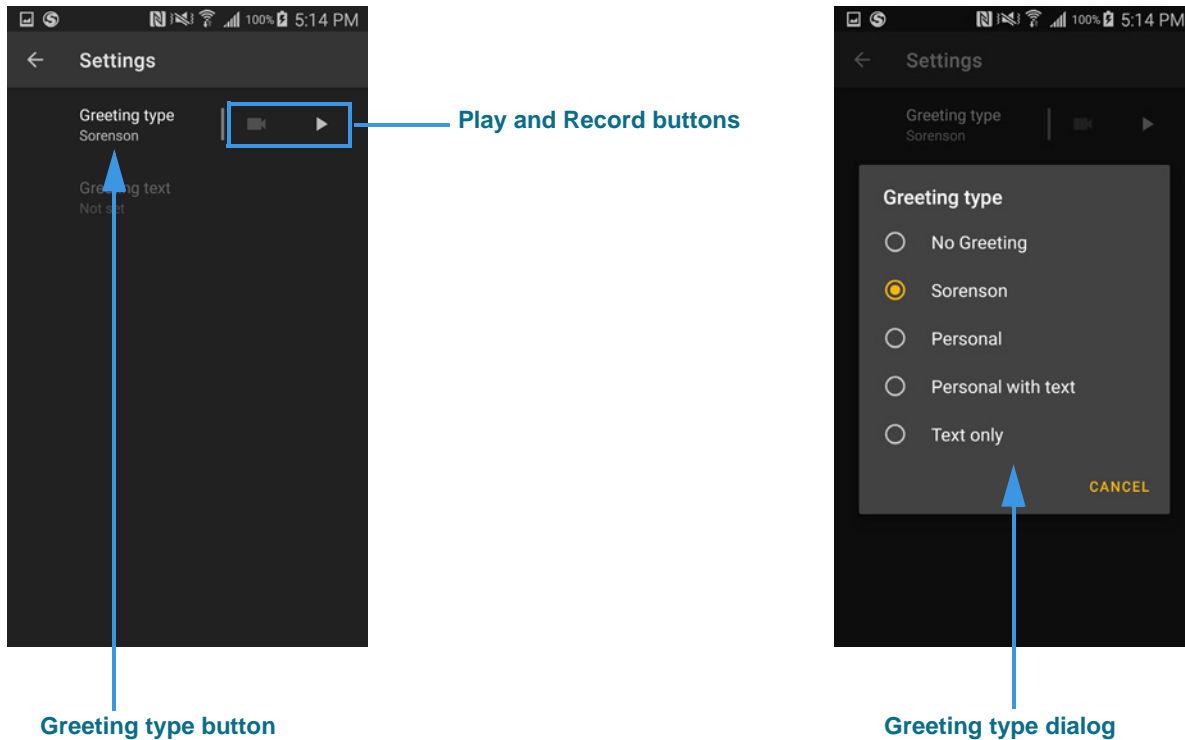 100% 5:14 PM
Settings
Greeting type
Sorenson
Greeting text
Not set
Play and Record buttons
Greeting type button
100% 5:14 PM
Settings
Greeting type
Sorenson
Greeting type
No Greeting
Sorenson
Personal
Personal with text
Text only
CANCEL
Greeting type dialog